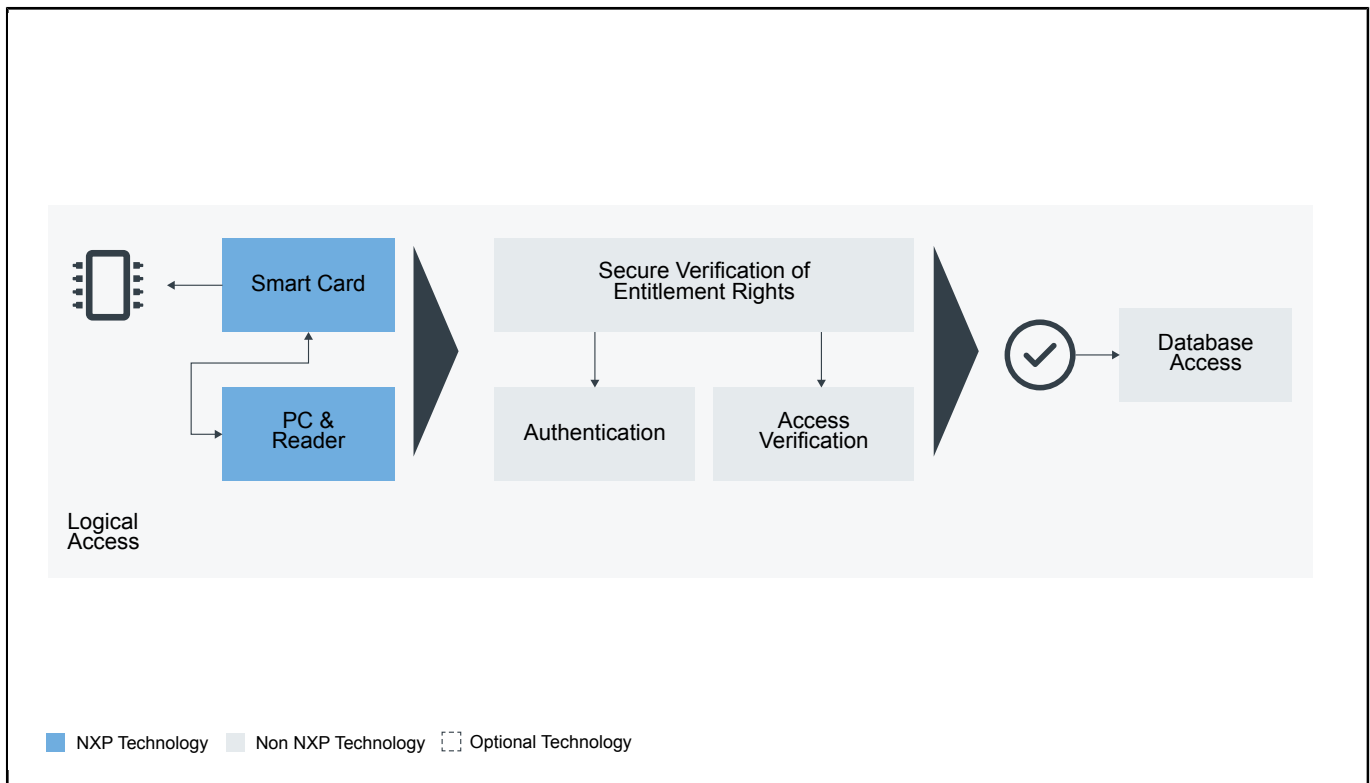 Smart Card
PC &
Reader
Secure Verification of
Entitlement Rights
Authentication
Access
Verification
Database
Access
Logical
Access
NXP Technology
Non NXP Technology
Optional Technology